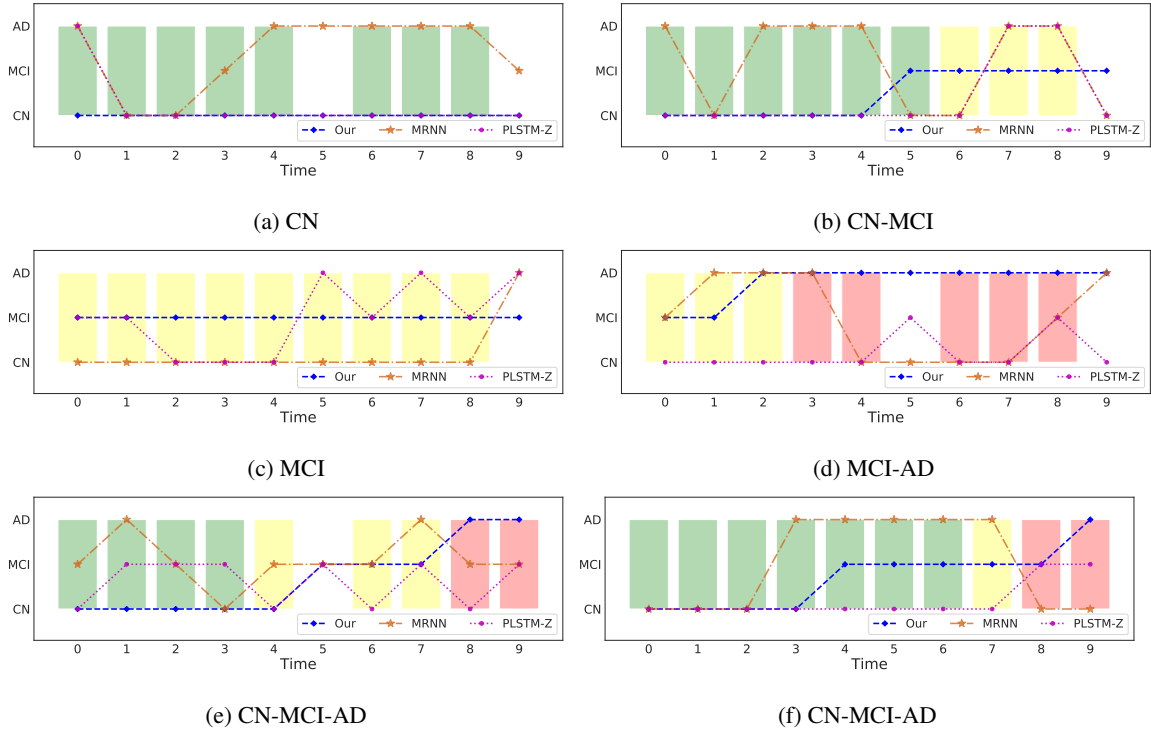 AD
MCI
CN
Our MRNN PLSTM-Z
0 1 2 3 4 5 6 7 8 9
Time
(a) CN
AD
MCI
CN
Our MRNN PLSTM-Z
0 1 2 3 4 5 6 7 8 9
Time
(b) CN-MCI
AD
MCI
CN
Our MRNN PLSTM-Z
0 1 2 3 4 5 6 7 8 9
Time
(c) MCI
AD
MCI
CN
Our MRNN PLSTM-Z
0 1 2 3 4 5 6 7 8 9
Time
(d) MCI-AD
AD
MCI
CN
Our MRNN PLSTM-Z
0 1 2 3 4 5 6 7 8 9
Time
(e) CN-MCI-AD
AD
MCI
CN
Our MRNN PLSTM-Z
0 1 2 3 4 5 6 7 8 9
Time
(f) CN-MCI-AD